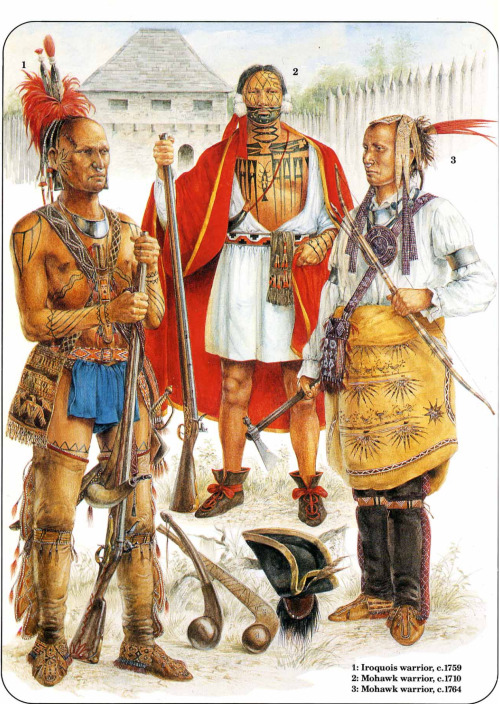 1
2
3
1: Iroquois warrior, c.1759
2: Mohawk warrior, c.1710
3: Mohawk warrior, c.1764